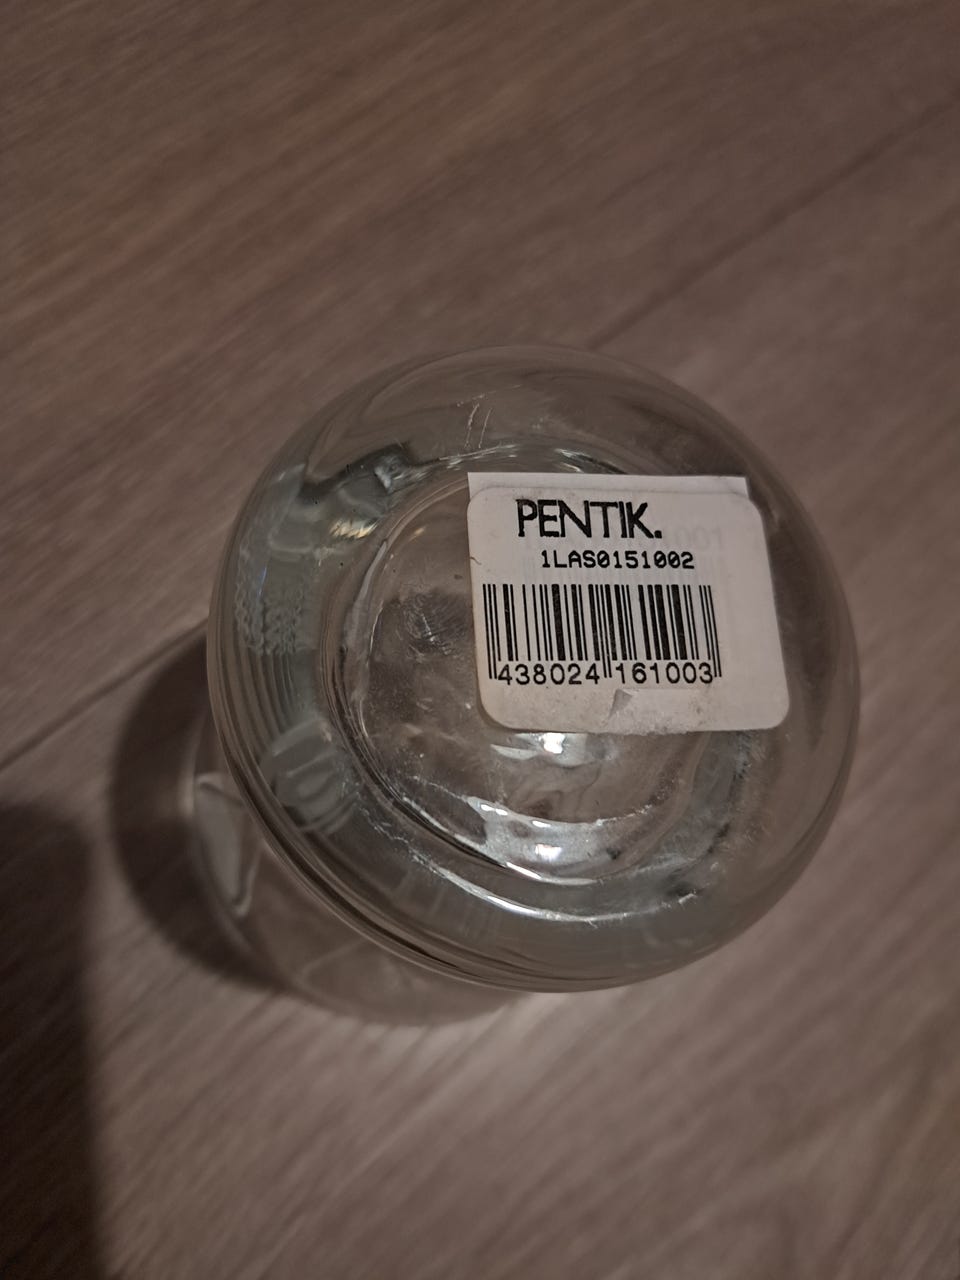 PENTIK.
1LAS0151002
438024 161003